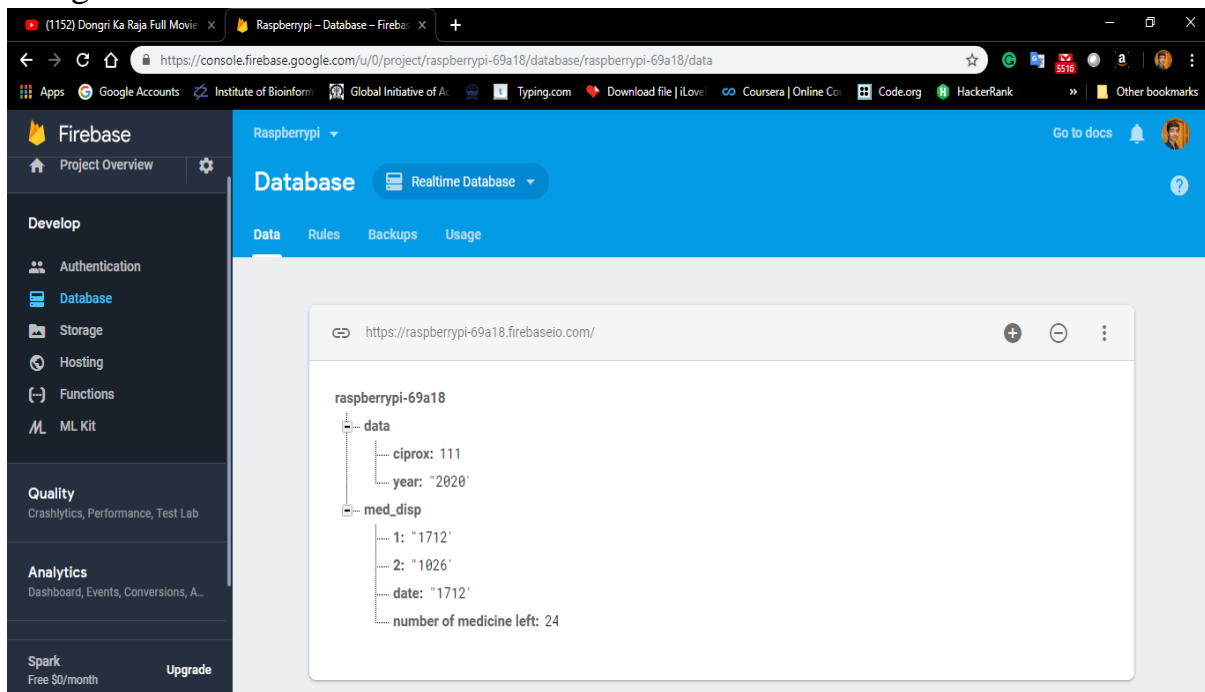 (1152) Dongri Ka Raja Full Movie
Raspberrypi – Database – Firebas
https://console.firebase.google.com/u/0/project/raspberrypi-69a18/database/raspberrypi-69a18/data
5516
Apps Google Accounts Institute of Bioinform Global Initiative of Ac Typing.com Download file | iLovel Coursera | Online Cou Code.org HackerRank » Other bookmarks
Firebase
Raspberrypi
Go to docs
Project Overview
Database
Realtime Database
Develop
Data Rules Backups Usage
Authentication
Database
Storage
Hosting
Functions
ML Kit
https://raspberrypi-69a18.firebaseio.com/
raspberrypi-69a18
data
ciprox: 111
year: "2020"
med_disp
1: "1712"
2: "1026"
date: "1712"
number of medicine left: 24
Quality
Crashlytics, Performance, Test Lab
Analytics
Dashboard, Events, Conversions, A...
Spark
Free $0/month
Upgrade